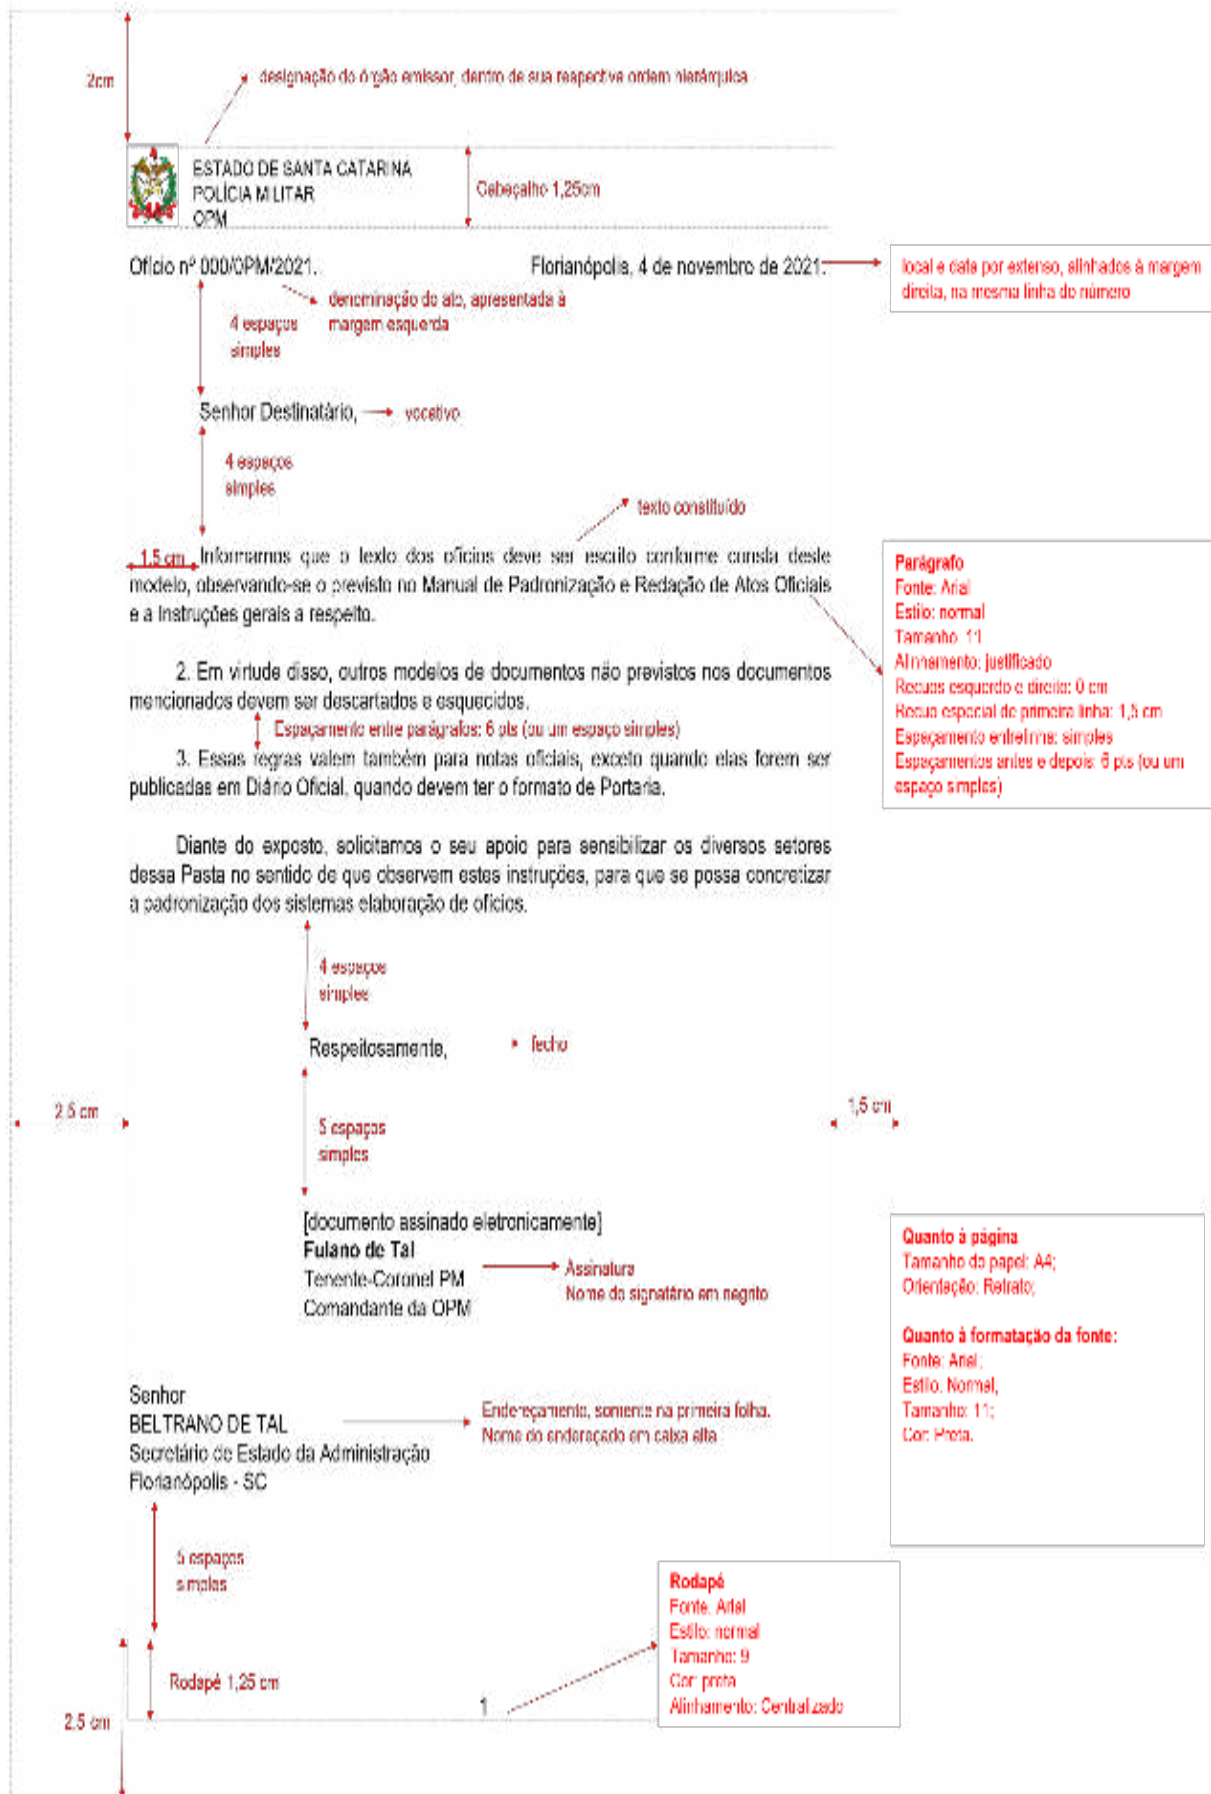 2cm
designação do órgão emissor, dentro de sua respectiva ordem hierárquica
ESTADO DE SANTA CATARINA
POLÍCIA MILITAR
OPM
Cabeçalho 1,25cm
Ofício nº 000/0PM/2021.
Florianópolis, 4 de novembro de 2021.
local e data por extenso, alinhados à margem
direita, na mesma linha do número
denominação do ato, apresentada à
margem esquerda
4 espaços
simples
Senhor Destinatário,
vocativo
4 espaços
simples
texto constituído
1,5 cm
Informamos que o texto dos ofícios deve ser escrito conforme consta deste
modelo, observando-se o previsto no Manual de Padronização e Redação de Atos Oficiais
e a Instruções gerais a respeito.
Parágrafo
Fonte: Arial
Estilo: normal
Tamanho: 11
Alinhamento: justificado
Recuos esquerdo e direito: 0 cm
Recuo especial de primeira linha: 1,5 cm
Espaçamento entrelinha: simples
Espaçamentos antes e depois: 6 pts (ou um
espaço simples)
2. Em virtude disso, outros modelos de documentos não previstos nos documentos
mencionados devem ser descartados e esquecidos.
Espaçamento entre parágrafos: 6 pts (ou um espaço simples)
3. Essas regras valem também para notas oficiais, exceto quando elas forem ser
publicadas em Diário Oficial, quando devem ter o formato de Portaria.
Diante do exposto, solicitamos o seu apoio para sensibilizar os diversos setores
dessa Pasta no sentido de que observem estes instruções, para que se possa concretizar
a padronização dos sistemas elaboração de ofícios.
4 espaços
simples
Respeitosamente,
fecho
2,5 cm
1,5 cm
5 espaços
simples
[documento assinado eletronicamente]
Fulano de Tal
Tenente-Coronel PM
Comandante da OPM
Assinatura
Nome do signatário em negrito
Quanto à página
Tamanho do papel: A4;
Orientação: Retrato;
Quanto à formatação da fonte:
Fonte: Arial;
Estilo: Normal;
Tamanho: 11;
Cor: Preta.
Senhor
BELTRANO DE TAL
Secretário de Estado da Administração
Florianópolis - SC
Endereçamento, somente na primeira folha.
Nome do endereçado em caixa alta
5 espaços
simples
Rodapé
Fonte: Arial
Estilo: normal
Tamanho: 9
Cor: preta
Alinhamento: Centralizado
Rodapé 1,25 cm
1
2,5 cm